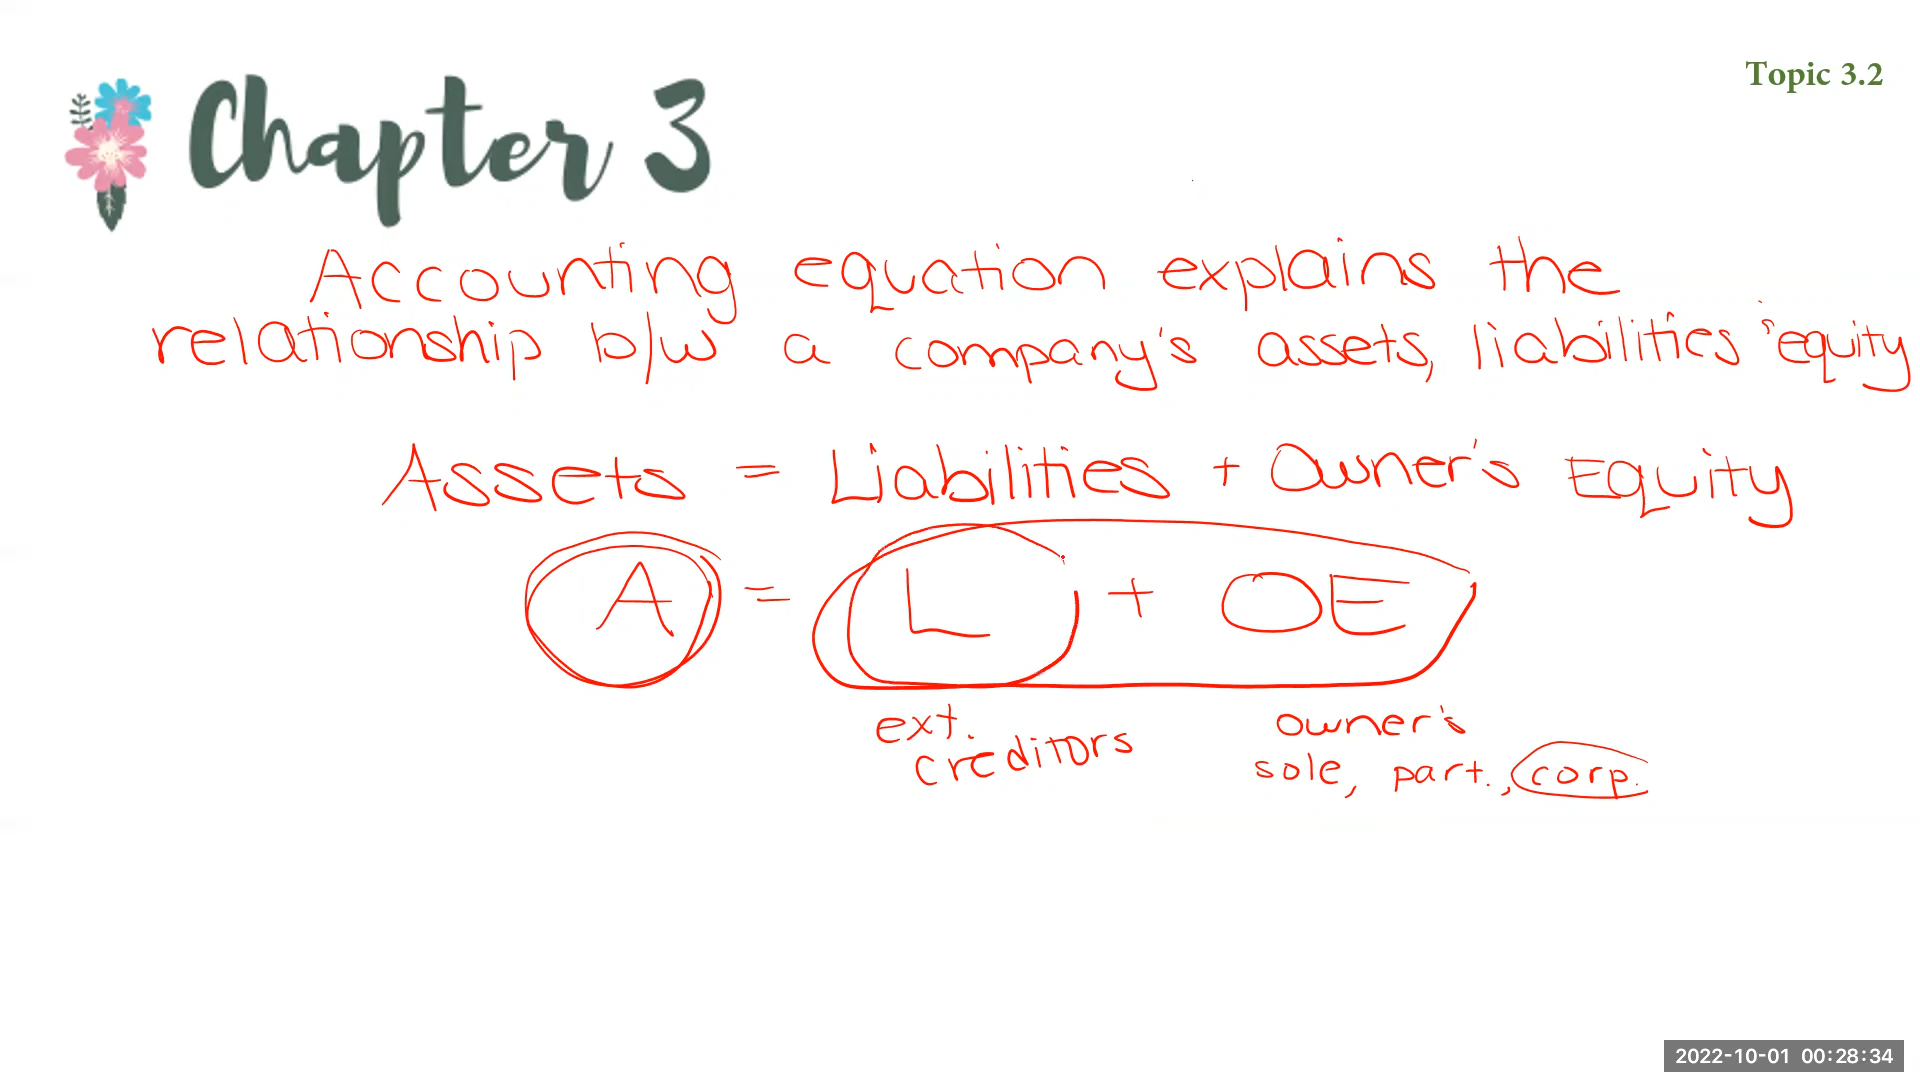 Topic 3.2
Chapter 3
Accounting equation explains the
relationship b/w a company's assets, liabilities equity
Assets = Liabilities + Owner's Equity
A = L + OE
ext. owner's
creditors sole, part., corp.
2022-10-01 00:28:34